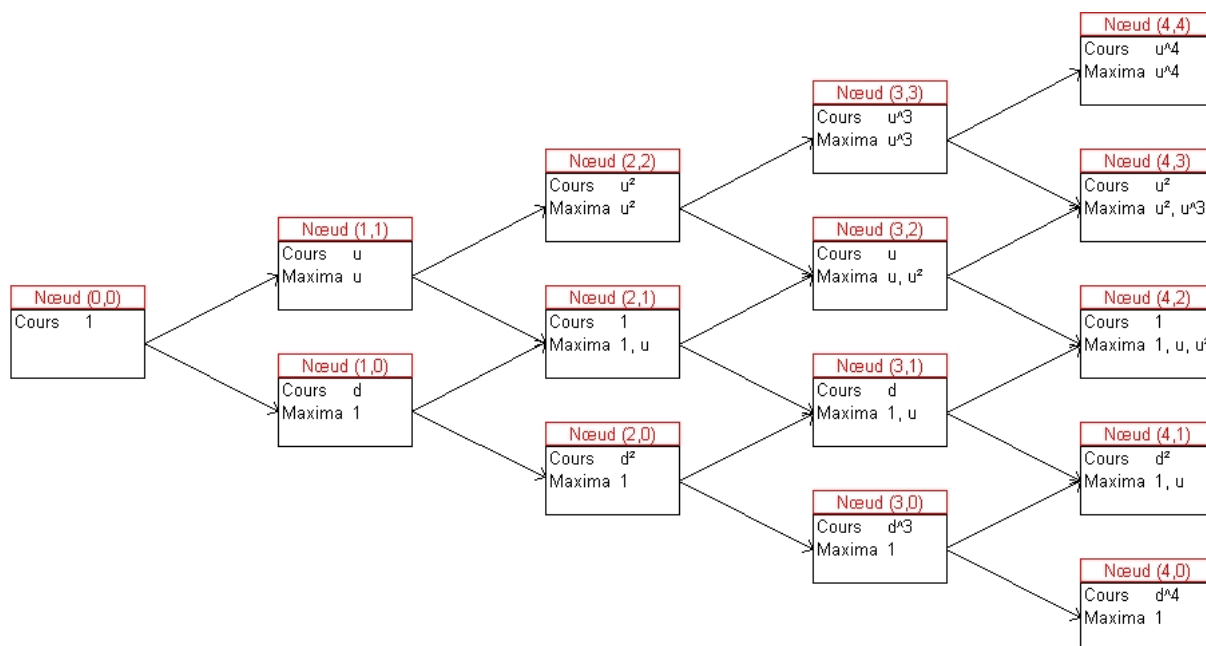 Nœud (0,0)
Cours 1
Nœud (1,1)
Cours u
Maxima u
Nœud (1,0)
Cours d
Maxima 1
Nœud (2,2)
Cours u²
Maxima u²
Nœud (2,1)
Cours 1
Maxima 1, u
Nœud (2,0)
Cours d²
Maxima 1
Nœud (3,3)
Cours u^3
Maxima u^3
Nœud (3,2)
Cours u
Maxima u, u²
Nœud (3,1)
Cours d
Maxima 1, u
Nœud (3,0)
Cours d^3
Maxima 1
Nœud (4,4)
Cours u^4
Maxima u^4
Nœud (4,3)
Cours u²
Maxima u², u^3
Nœud (4,2)
Cours 1
Maxima 1, u, u²
Nœud (4,1)
Cours d²
Maxima 1, u
Nœud (4,0)
Cours d^4
Maxima 1